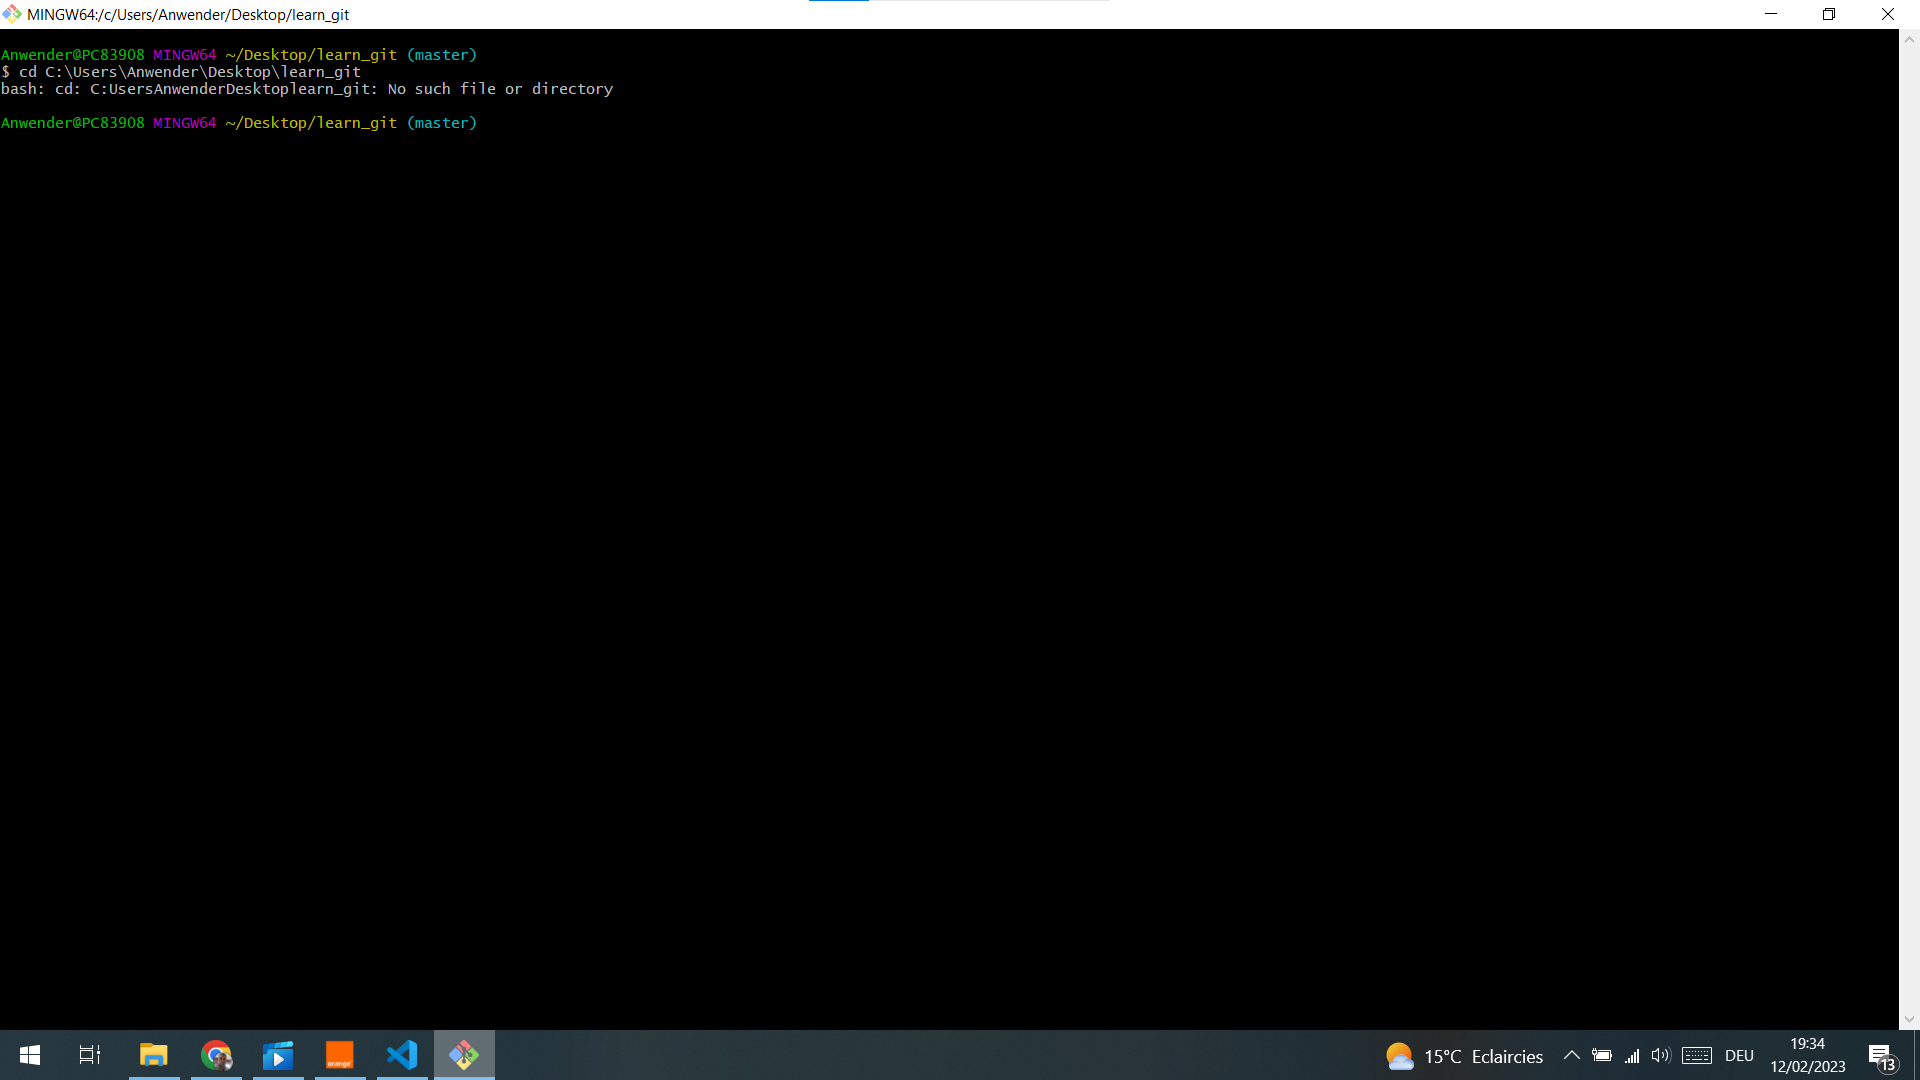 MINGW64:/c/Users/Anwender/Desktop/learn_git
Anwender@PC83908 MINGW64 ~/Desktop/learn_git (master)
$ cd C:\Users\Anwender\Desktop\learn_git
bash: cd: C:UsersAnwenderDesktoplearn_git: No such file or directory
Anwender@PC83908 MINGW64 ~/Desktop/learn_git (master)
orange
15°C Eclaircies
DEU
19:34
12/02/2023
13